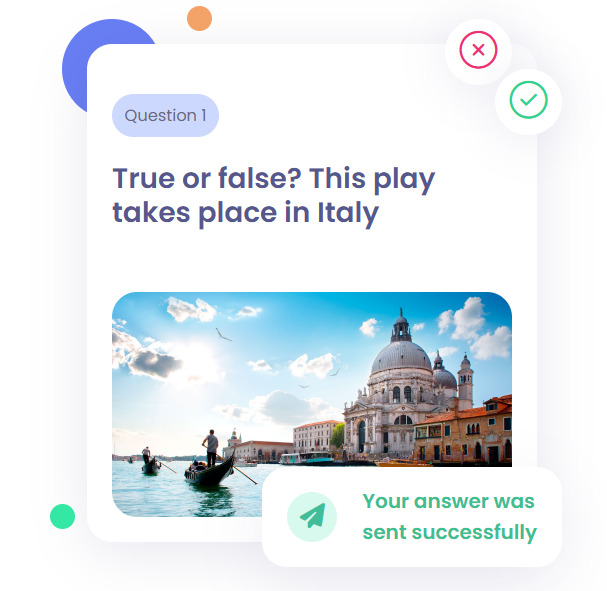 Question 1
True or false? This play
takes place in Italy
Your answer was
sent successfully